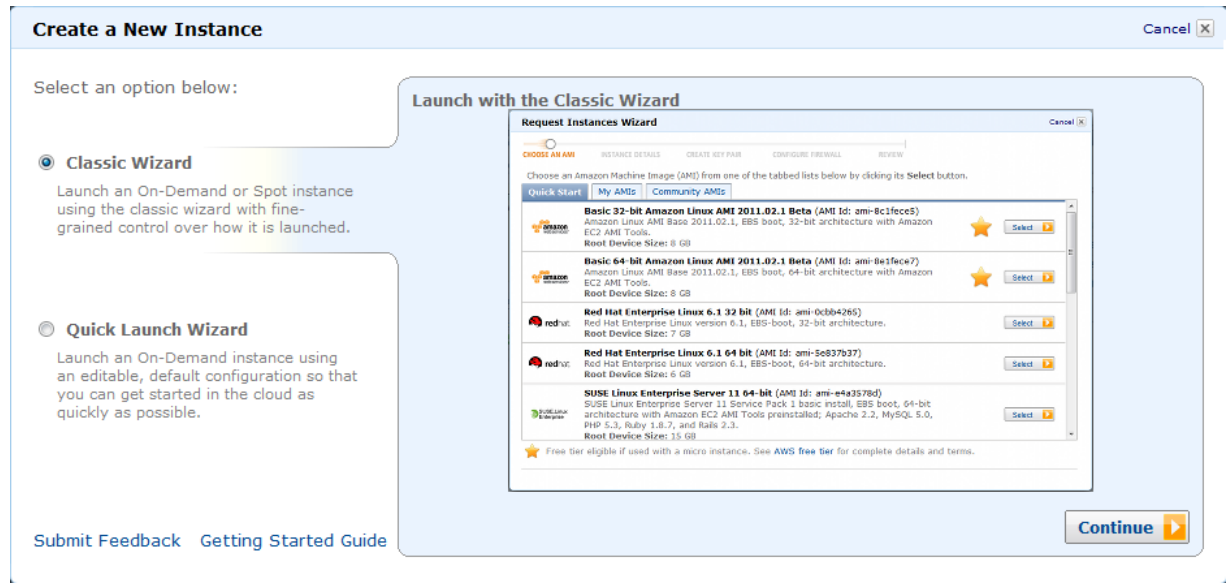 Create a New Instance
Cancel
Select an option below:
Classic Wizard
Launch an On-Demand or Spot instance
using the classic wizard with fine-
grained control over how it is launched.
Quick Launch Wizard
Launch an On-Demand instance using
an editable, default configuration so that
you can get started in the cloud as
quickly as possible.
Submit Feedback Getting Started Guide
Launch with the Classic Wizard
Request Instances Wizard
Cancel
CHOOSE AN AMI INSTANCE DETAILS CREATE KEY PAIR CONFIGURE FIREWALL REVIEW
Choose an Amazon Machine Image (AMI) from one of the tabbed lists below by clicking its Select button.
Quick Start My AMIs Community AMIs
amazon
Basic 32-bit Amazon Linux AMI 2011.02.1 Beta (AMI Id: ami-8c1fece5)
Amazon Linux AMI Base 2011.02.1, EBS boot, 32-bit architecture with Amazon
EC2 AMI Tools.
Root Device Size: 8 GB
Select
amazon
Basic 64-bit Amazon Linux AMI 2011.02.1 Beta (AMI Id: ami-8e1fece7)
Amazon Linux AMI Base 2011.02.1, EBS boot, 64-bit architecture with Amazon
EC2 AMI Tools.
Root Device Size: 8 GB
Select
redhat
Red Hat Enterprise Linux 6.1 32 bit (AMI Id: ami-0cbb4265)
Red Hat Enterprise Linux version 6.1, EBS-boot, 32-bit architecture.
Root Device Size: 7 GB
Select
redhat
Red Hat Enterprise Linux 6.1 64 bit (AMI Id: ami-5e837b37)
Red Hat Enterprise Linux version 6.1, EBS-boot, 64-bit architecture.
Root Device Size: 6 GB
Select
SUSE Linux
Enterprise
SUSE Linux Enterprise Server 11 64-bit (AMI Id: ami-e4a3578d)
SUSE Linux Enterprise Server 11 Service Pack 1 basic install, EBS boot, 64-bit
architecture with Amazon EC2 AMI Tools preinstalled; Apache 2.2, MySQL 5.0,
PHP 5.3, Ruby 1.8.7, and Rails 2.3.
Root Device Size: 15 GB
Select
Free tier eligible if used with a micro instance. See AWS free tier for complete details and terms.
Continue